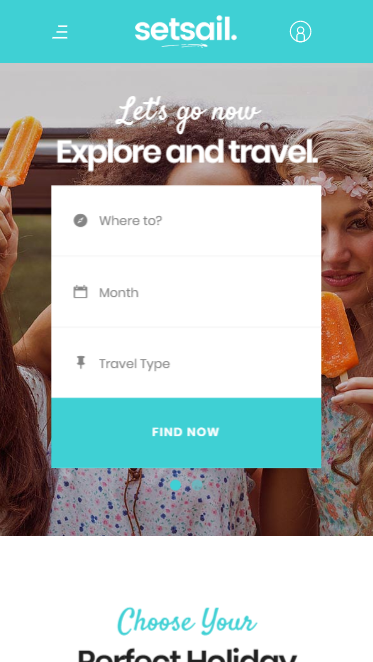 setsail.
Let's go now
Explore and travel.
Where to?
Month
Travel Type
FIND NOW
Choose Your
Perfect Holiday